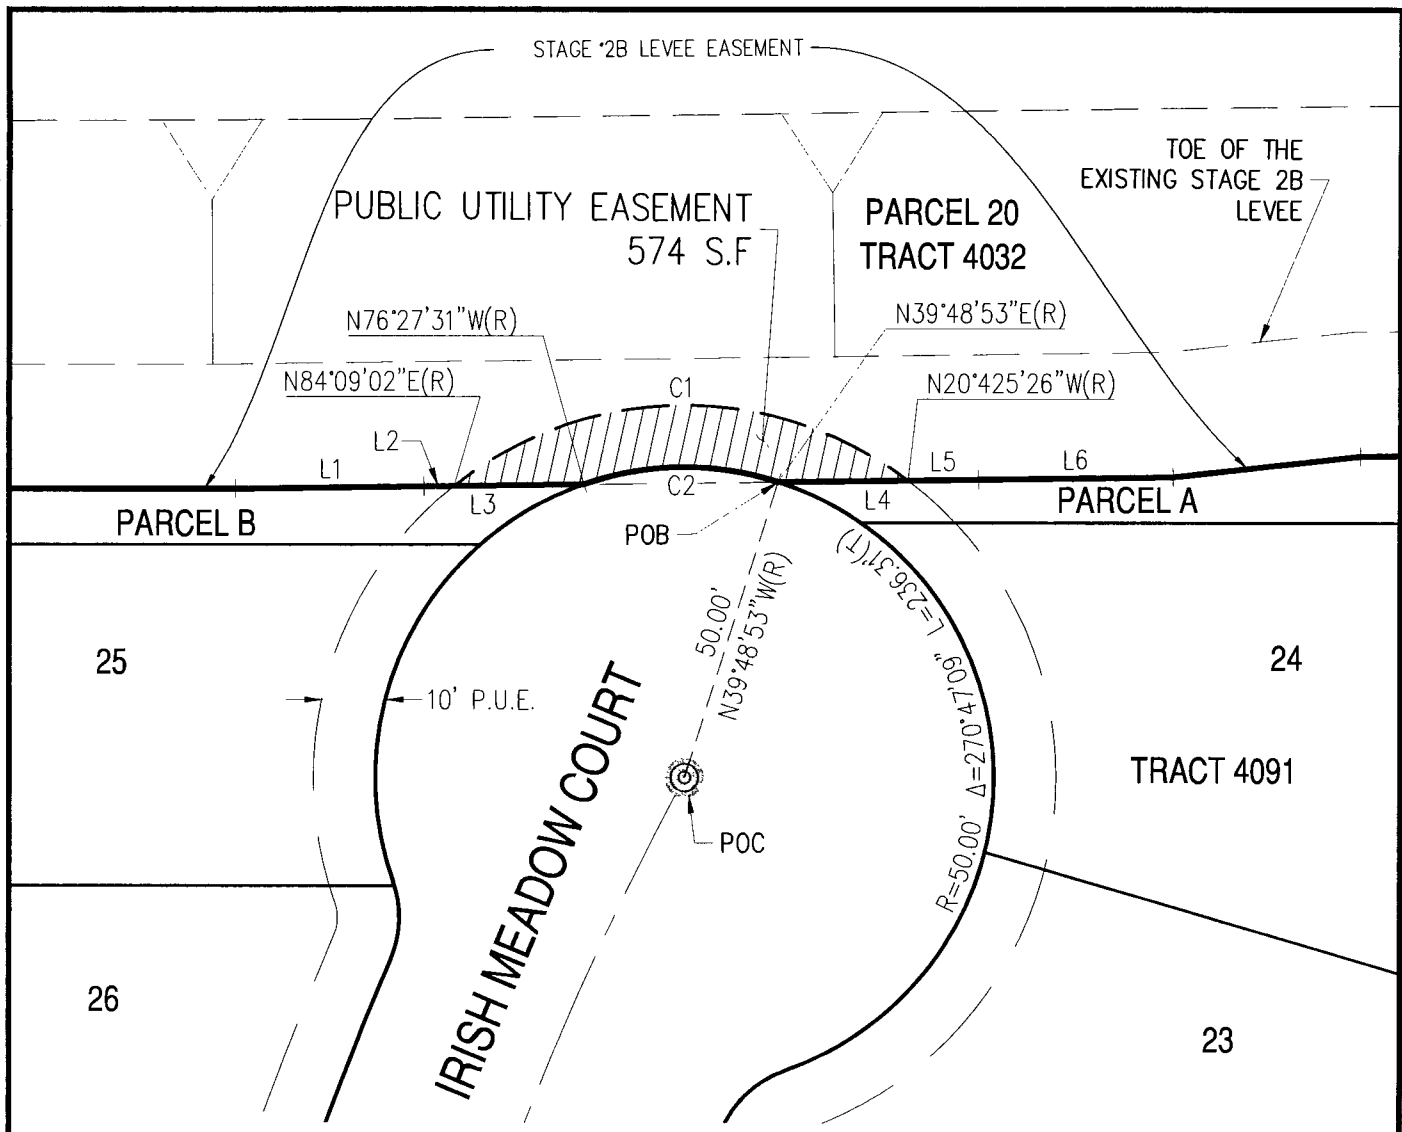 STAGE "2B LEVEE EASEMENT
TOE OF THE
EXISTING STAGE 2B
LEVEE
PUBLIC UTILITY EASEMENT
574 S.F
PARCEL 20
TRACT 4032
N76°27'31"W(R)
N39°48'53"E(R)
N84°09'02"E(R)
C1
N20°425'26"W(R)
L2
L1
L5
L6
L3
C2
L4
PARCEL B
PARCEL A
POB
L=236.31'(T)
50.00'
N39°48'53"W(R)
Δ=270°47'09"
R=50.00'
25
24
10' P.U.E.
IRISH MEADOW COURT
TRACT 4091
POC
26
23